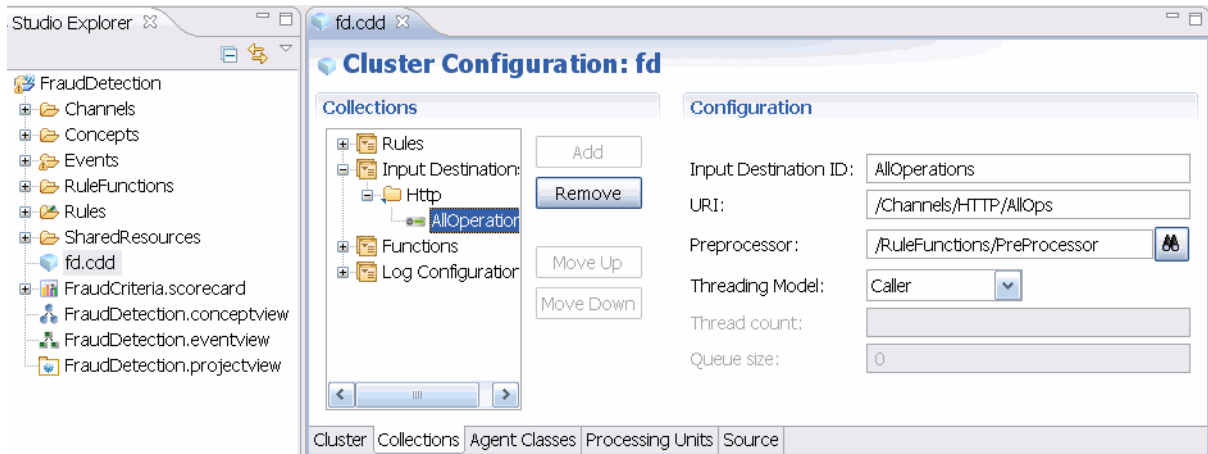 Studio Explorer
FraudDetection
Channels
Concepts
Events
RuleFunctions
Rules
SharedResources
fd.cdd
FraudCriteria.scorecard
FraudDetection.conceptview
FraudDetection.eventview
FraudDetection.projectview
fd.cdd
Cluster Configuration: fd
Collections
Rules
Input Destination
Http
AllOperation
Functions
Log Configuration
Add
Remove
Move Up
Move Down
Configuration
Input Destination ID: AllOperations
URI: /Channels/HTTP/AllOps
Preprocessor: /RuleFunctions/PreProcessor
Threading Model: Caller
Thread count:
Queue size: 0
Cluster Collections Agent Classes Processing Units Source